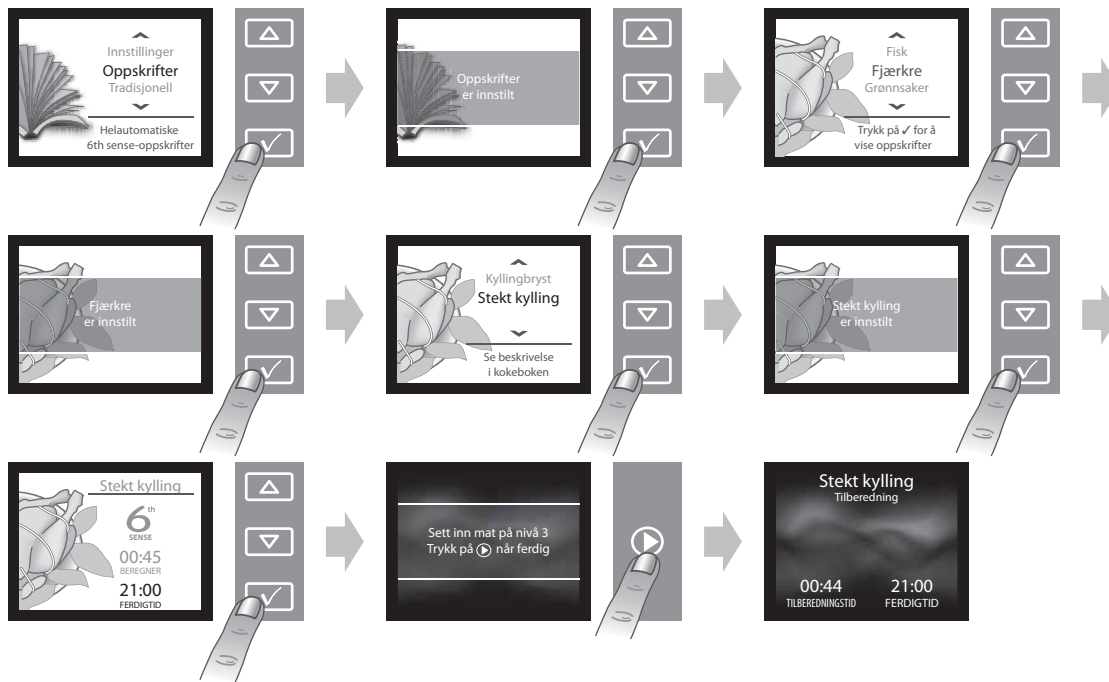 Innstillinger
Oppskrifter
Tradisjonell
Helautomatiske
6th sense-oppskrifter
Oppskrifter
er innstilt
Fisk
Fjærkre
Grønnsaker
Trykk på ✓ for å
vise oppskrifter
Fjærkre
er innstilt
Kyllingbryst
Stekt kylling
Se beskrivelse
i kokeboken
Stekt kylling
er innstilt
Stekt kylling
6th
SENSE
00:45
BEREGNER
21:00
FERDIGTID
Sett inn mat på nivå 3
Trykk på når ferdig
Stekt kylling
Tilberedning
00:44 21:00
TILBEREDNINGSTID FERDIGTID